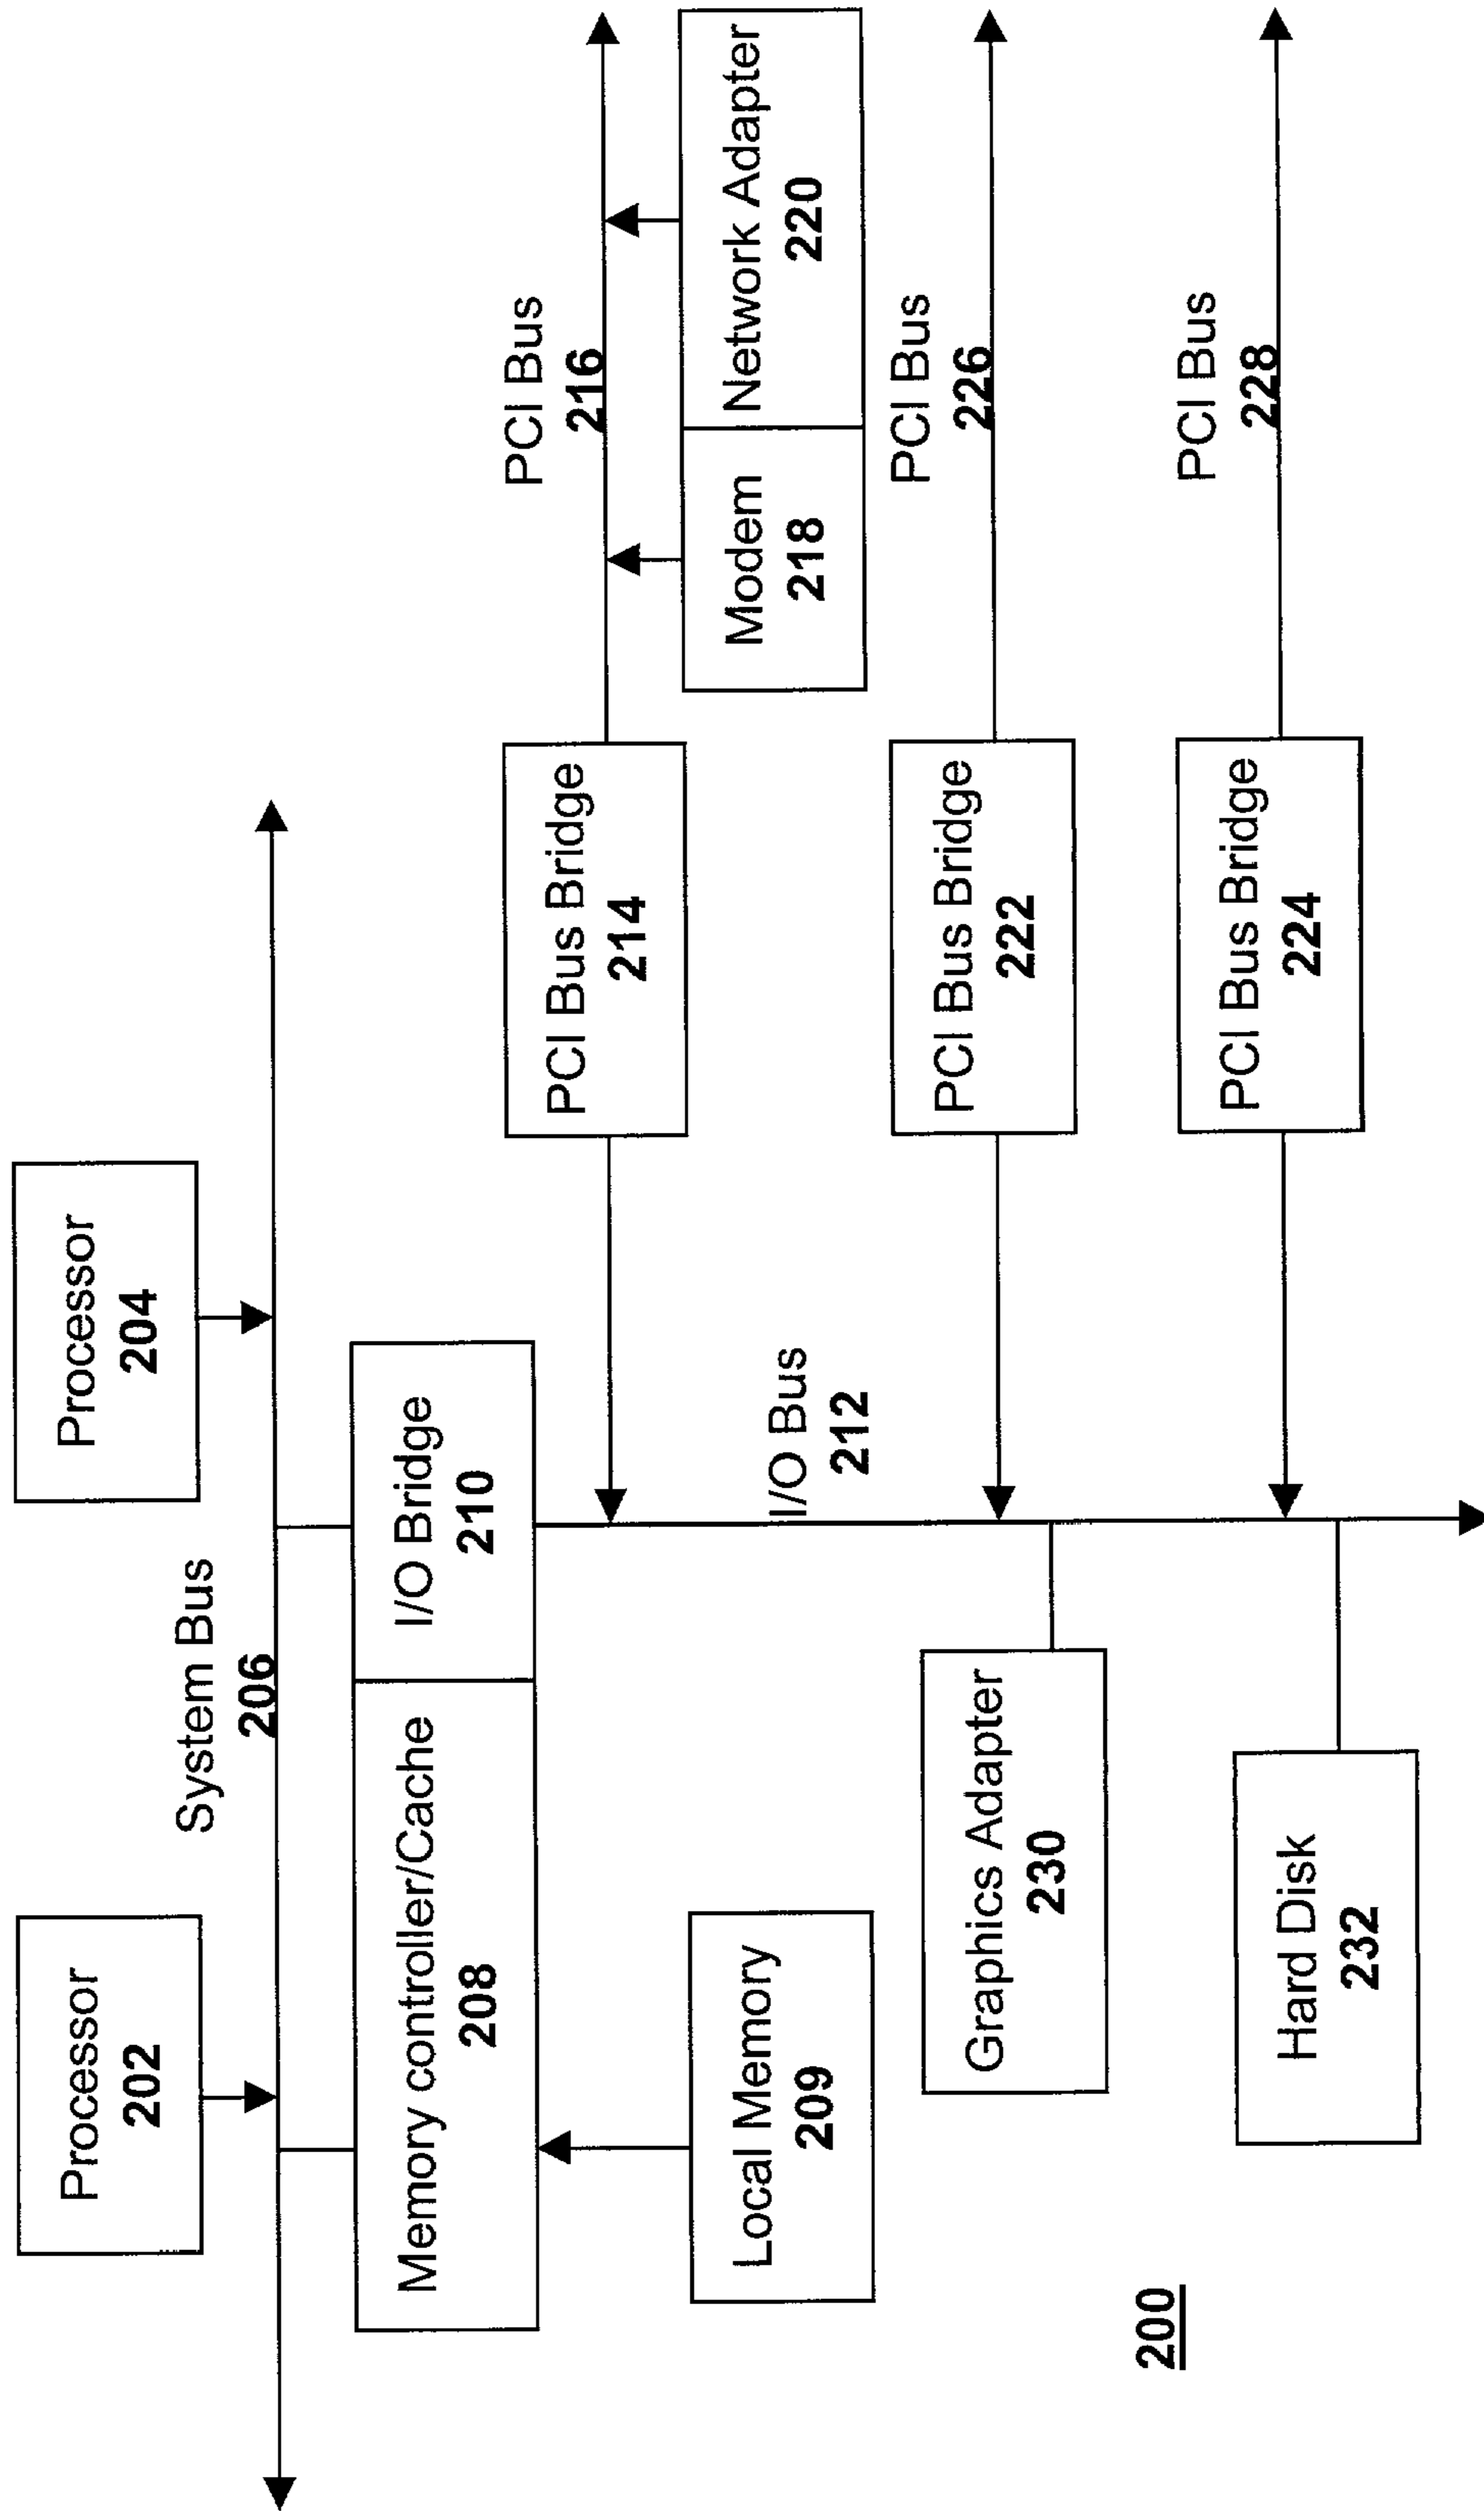 Processor
202
Processor
204
System Bus
206
Memory controller/Cache
208
I/O Bridge
210
Local Memory
209
PCI Bus Bridge
214
PCI Bus
216
Modem
218
Network Adapter
220
I/O Bus
212
Graphics Adapter
230
PCI Bus Bridge
222
PCI Bus
226
Hard Disk
232
PCI Bus Bridge
224
PCI Bus
228
200